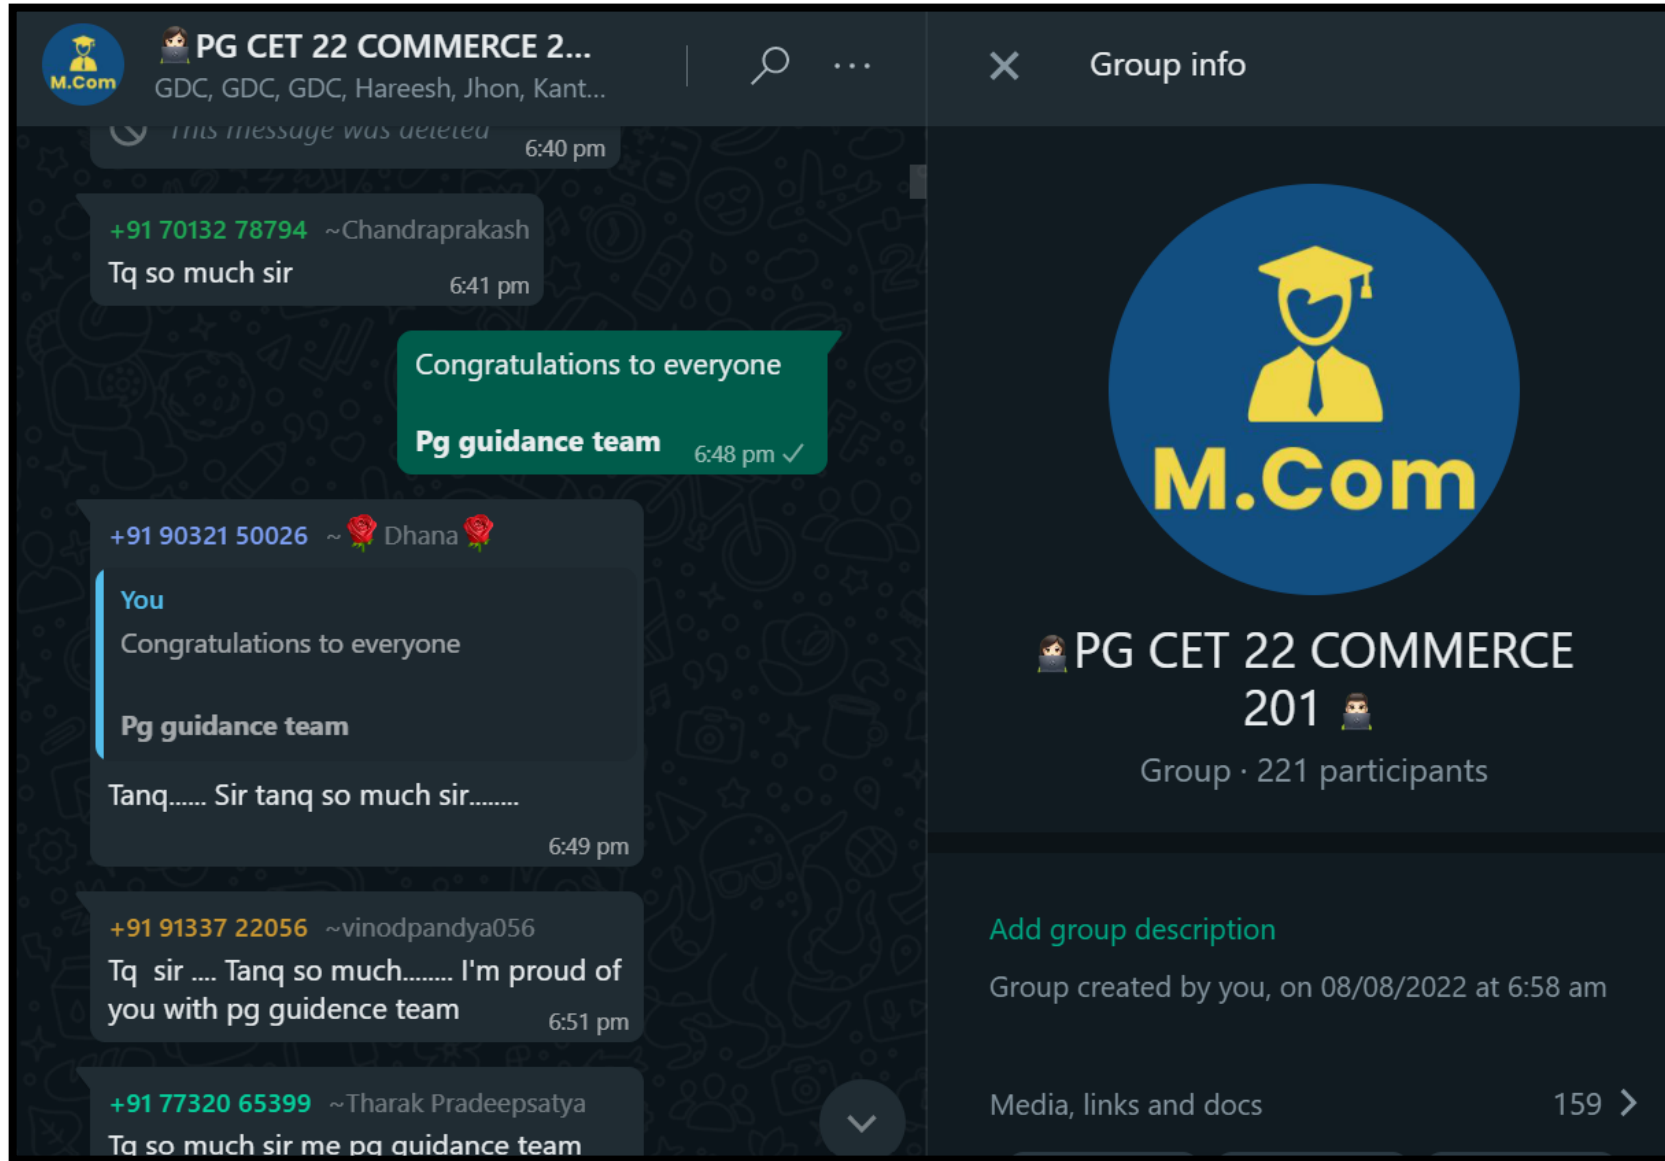 M.Com
PG CET 22 COMMERCE 2...
GDC, GDC, GDC, Hareesh, Jhon, Kant...
This message was deleted
6:40 pm
+91 70132 78794 ~Chandraprakash
Tq so much sir
6:41 pm
Congratulations to everyone
Pg guidance team
6:48 pm
+91 90321 50026 ~🌹Dhana🌹
You
Congratulations to everyone
Pg guidance team
Tanq...... Sir tanq so much sir........
6:49 pm
+91 91337 22056 ~vinodpandya056
Tq  sir .... Tanq so much........ I'm proud of
you with pg guidence team
6:51 pm
+91 77320 65399 ~Tharak Pradeepsatya
Tq so much sir me pg guidance team
Group info
M.Com
PG CET 22 COMMERCE
201
Group · 221 participants
Add group description
Group created by you, on 08/08/2022 at 6:58 am
Media, links and docs
159